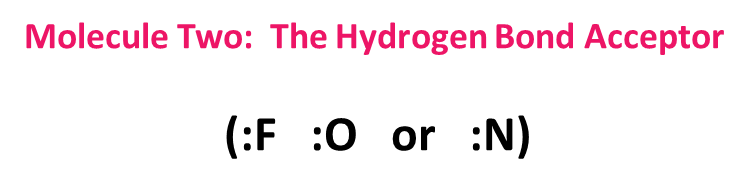 Molecule Two:  The Hydrogen Bond Acceptor
(:F   :O   or   :N)